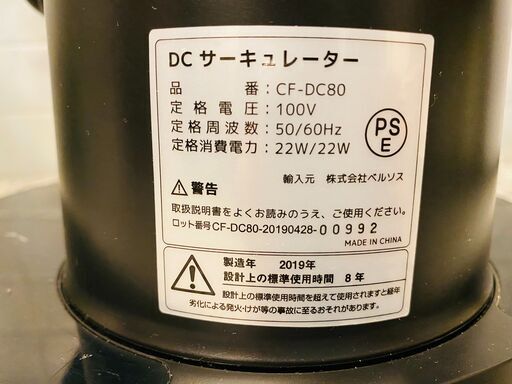 DC サーキュレーター
品 番：CF-DC80
定格電圧：100V
定格周波数：50/60Hz
定格消費電力：22W/22W
PS
E
警告
輸入元 株式会社ベルソス
取扱説明書をよくお読みのうえ、ご使用ください。
ロット番号 CF-DC80-20190428-00992
MADE IN CHINA
製造年 2019年
設計上の標準使用時間 8年
設計上の標準使用時間を超えて使用されますと経年
劣化による発火・けが等の事故に至るおそれがあります。